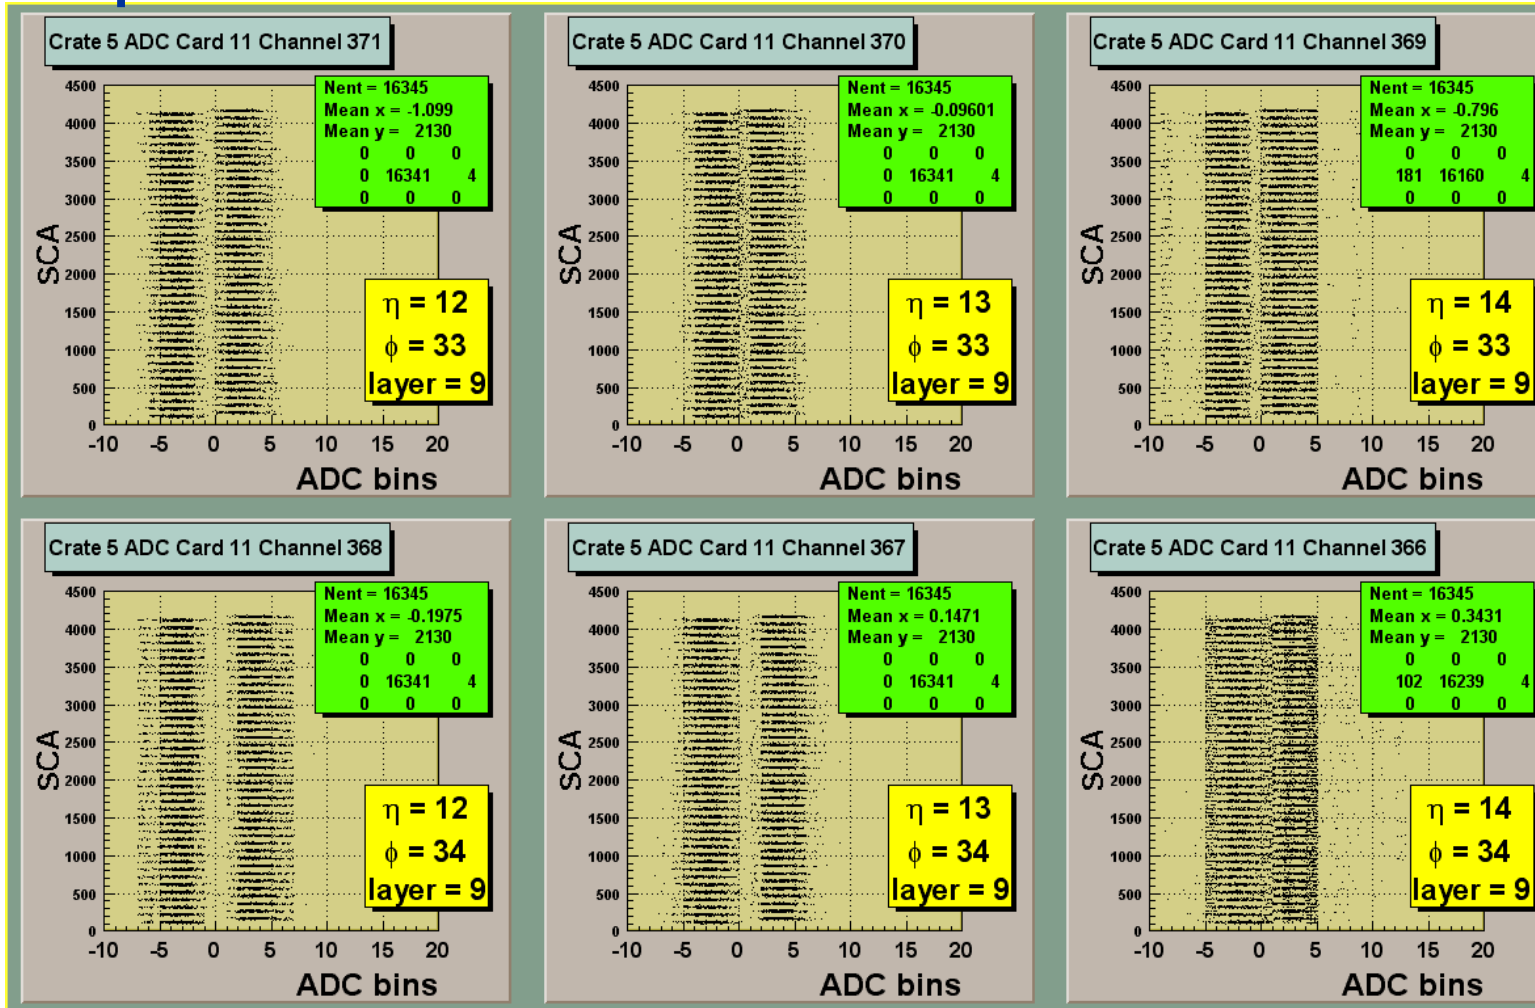 Crate 5 ADC Card 11 Channel 371
Nent = 16345
Mean x = -1.099
Mean y = 2130
0 0 0
0 16341 4
0 0 0
4500
4000
3500
3000
2500
2000
1500
1000
500
0
SCA
η = 12
ϕ = 33
layer = 9
-10 -5 0 5 10 15 20
ADC bins
Crate 5 ADC Card 11 Channel 370
Nent = 16345
Mean x = -0.09601
Mean y = 2130
0 0 0
0 16341 4
0 0 0
4500
4000
3500
3000
2500
2000
1500
1000
500
0
SCA
η = 13
ϕ = 33
layer = 9
-10 -5 0 5 10 15 20
ADC bins
Crate 5 ADC Card 11 Channel 369
Nent = 16345
Mean x = -0.796
Mean y = 2130
0 0 0
181 16160 4
0 0 0
4500
4000
3500
3000
2500
2000
1500
1000
500
0
SCA
η = 14
ϕ = 33
layer = 9
-10 -5 0 5 10 15 20
ADC bins
Crate 5 ADC Card 11 Channel 368
Nent = 16345
Mean x = -0.1975
Mean y = 2130
0 0 0
0 16341 4
0 0 0
4500
4000
3500
3000
2500
2000
1500
1000
500
0
SCA
η = 12
ϕ = 34
layer = 9
-10 -5 0 5 10 15 20
ADC bins
Crate 5 ADC Card 11 Channel 367
Nent = 16345
Mean x = 0.1471
Mean y = 2130
0 0 0
0 16341 4
0 0 0
4500
4000
3500
3000
2500
2000
1500
1000
500
0
SCA
η = 13
ϕ = 34
layer = 9
-10 -5 0 5 10 15 20
ADC bins
Crate 5 ADC Card 11 Channel 366
Nent = 16345
Mean x = 0.3431
Mean y = 2130
0 0 0
102 16239 4
0 0 0
4500
4000
3500
3000
2500
2000
1500
1000
500
0
SCA
η = 14
ϕ = 34
layer = 9
-10 -5 0 5 10 15 20
ADC bins